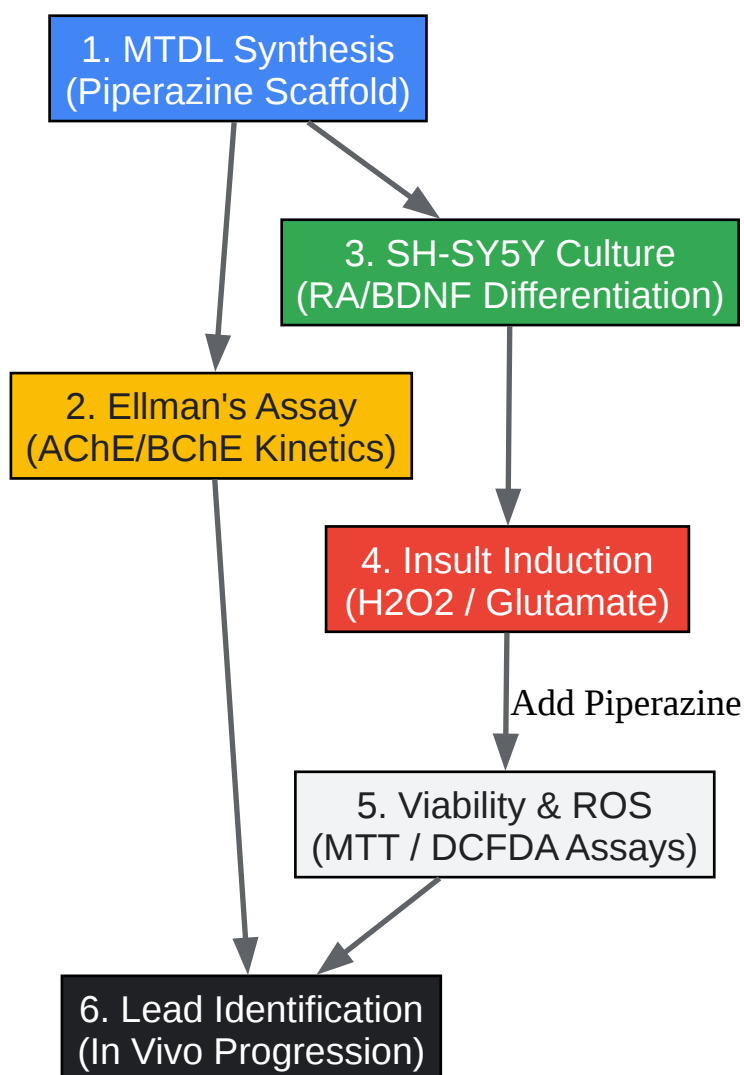 1. MTDL Synthesis
(Piperazine Scaffold)
3. SH-SY5Y Culture
(RA/BDNF Differentiation)
2. Ellman's Assay
(AChE/BChE Kinetics)
4. Insult Induction
(H2O2 / Glutamate)
Add Piperazine
5. Viability & ROS
(MTT / DCFDA Assays)
6. Lead Identification
(In Vivo Progression)